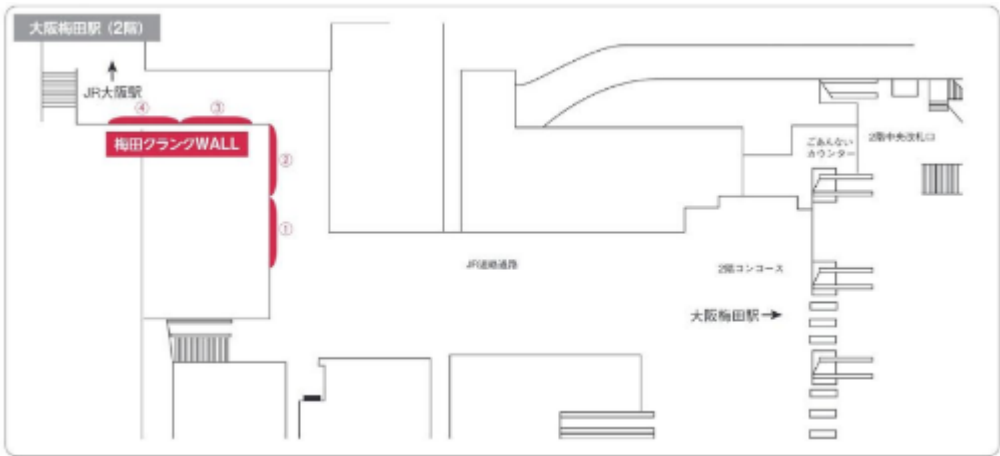 大阪梅田駅（2階）
JR大阪駅
④
③
梅田クランクWALL
②
①
ごあんない
カウンター
2階中央改札口
JR連絡通路
2階コンコース
大阪梅田駅